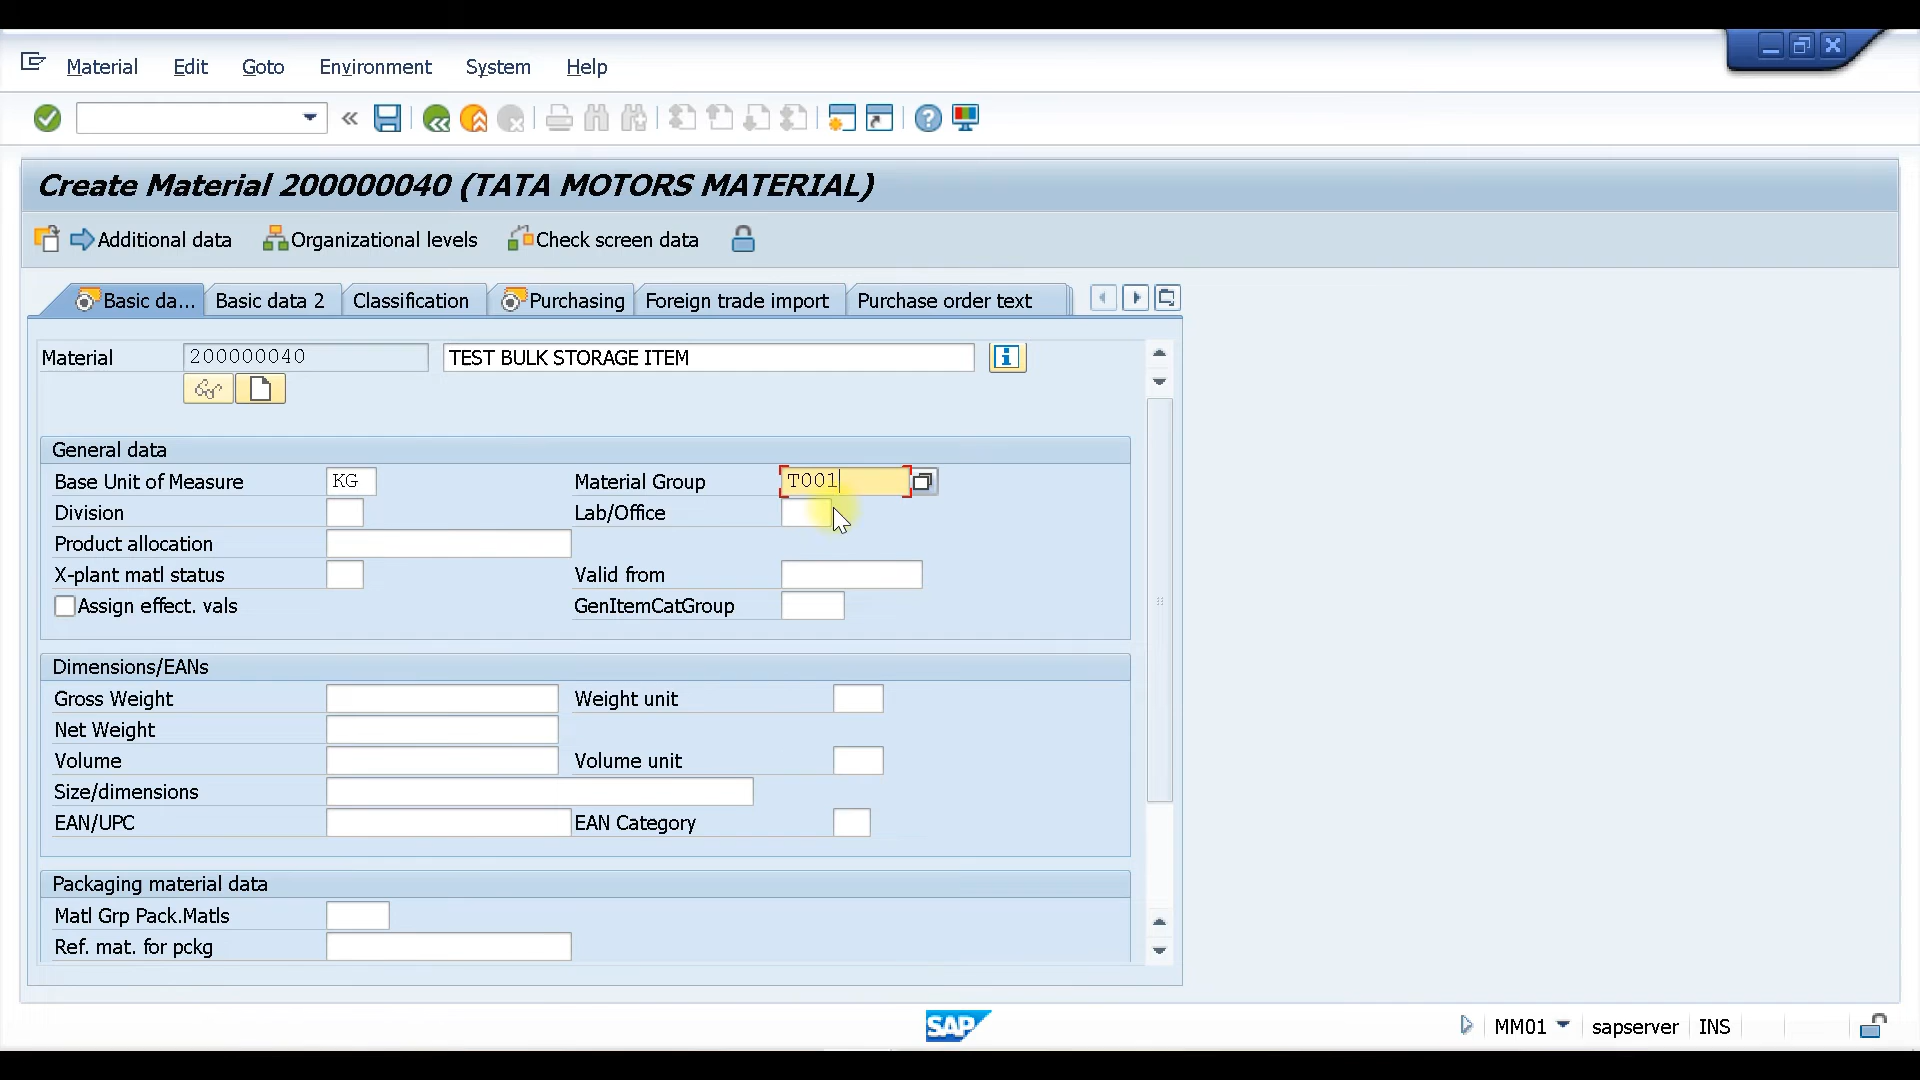 Material Edit Goto Environment System Help
Create Material 200000040 (TATA MOTORS MATERIAL)
Additional data Organizational levels Check screen data
Basic da... Basic data 2 Classification Purchasing Foreign trade import Purchase order text
Material 200000040 TEST BULK STORAGE ITEM
General data
Base Unit of Measure KG Material Group T001
Division Lab/Office
Product allocation
X-plant matl status Valid from
Assign effect. vals GenItemCatGroup
Dimensions/EANs
Gross Weight Weight unit
Net Weight
Volume Volume unit
Size/dimensions
EAN/UPC EAN Category
Packaging material data
Matl Grp Pack.Matls
Ref. mat. for pckg
SAP MM01 sapserver INS